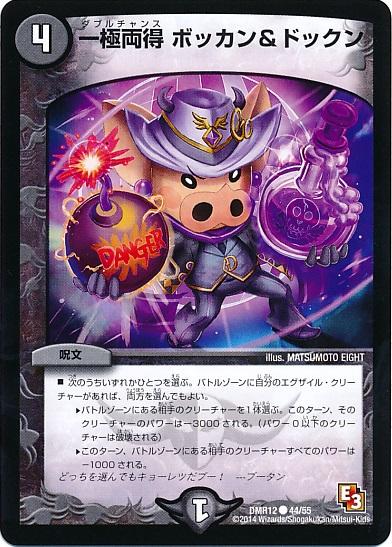 4
ダブルチャンス
一極両得 ボッカン&ドックン
DANGER
illus. MATSUMOTO EIGHT
呪文
■ 次のうちいずれかひとつを選ぶ。バトルゾーンに自分のエグザイル・クリー
チャーがあれば、両方を選んでもよい。
▶バトルゾーンにある相手のクリーチャーを1体選ぶ。このターン、その
クリーチャーのパワーは-3000される。(パワー0以下のクリ
ーチャーは破壊される)
▶このターン、バトルゾーンにある相手のクリーチャーすべてのパワーは
-1000される。
どっちを選んでもキョーレツだブー! ---ブータン
DMR12 ● 44/55
E3
©2014 Wizards/Shogakukan/Mitsui-Kids